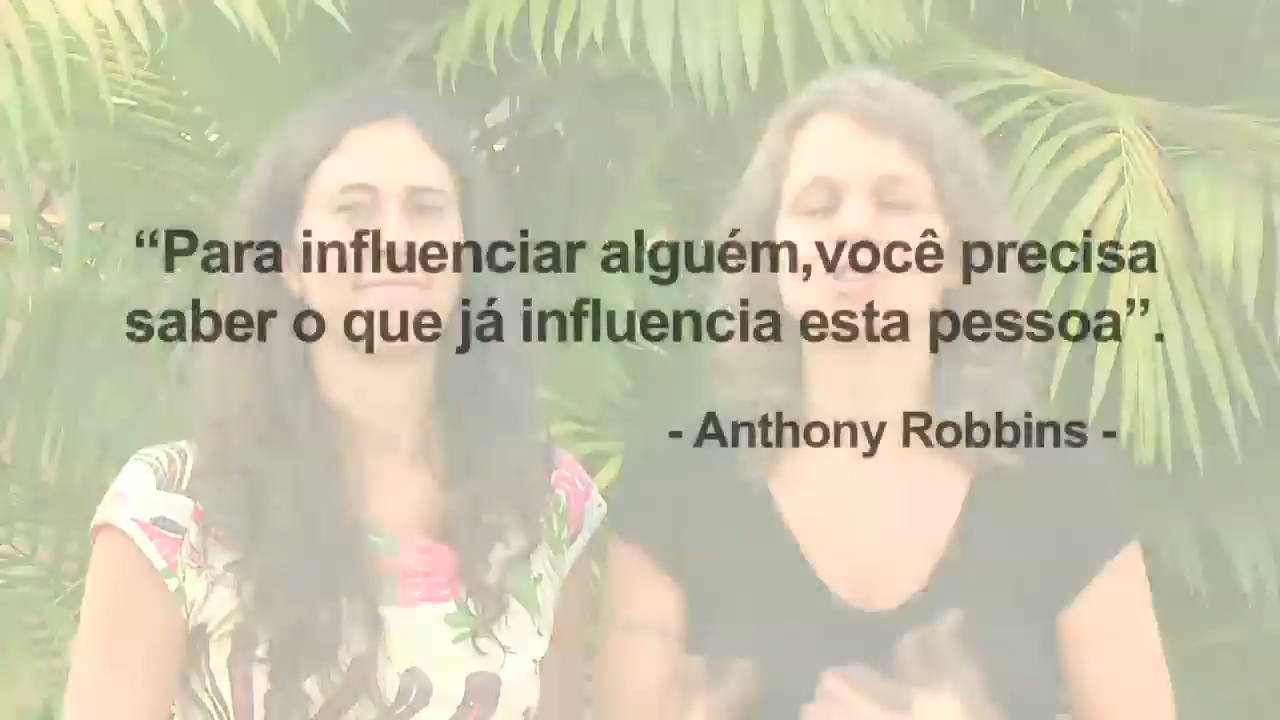 “Para influenciar alguém,você precisa
saber o que já influencia esta pessoa”.
- Anthony Robbins -